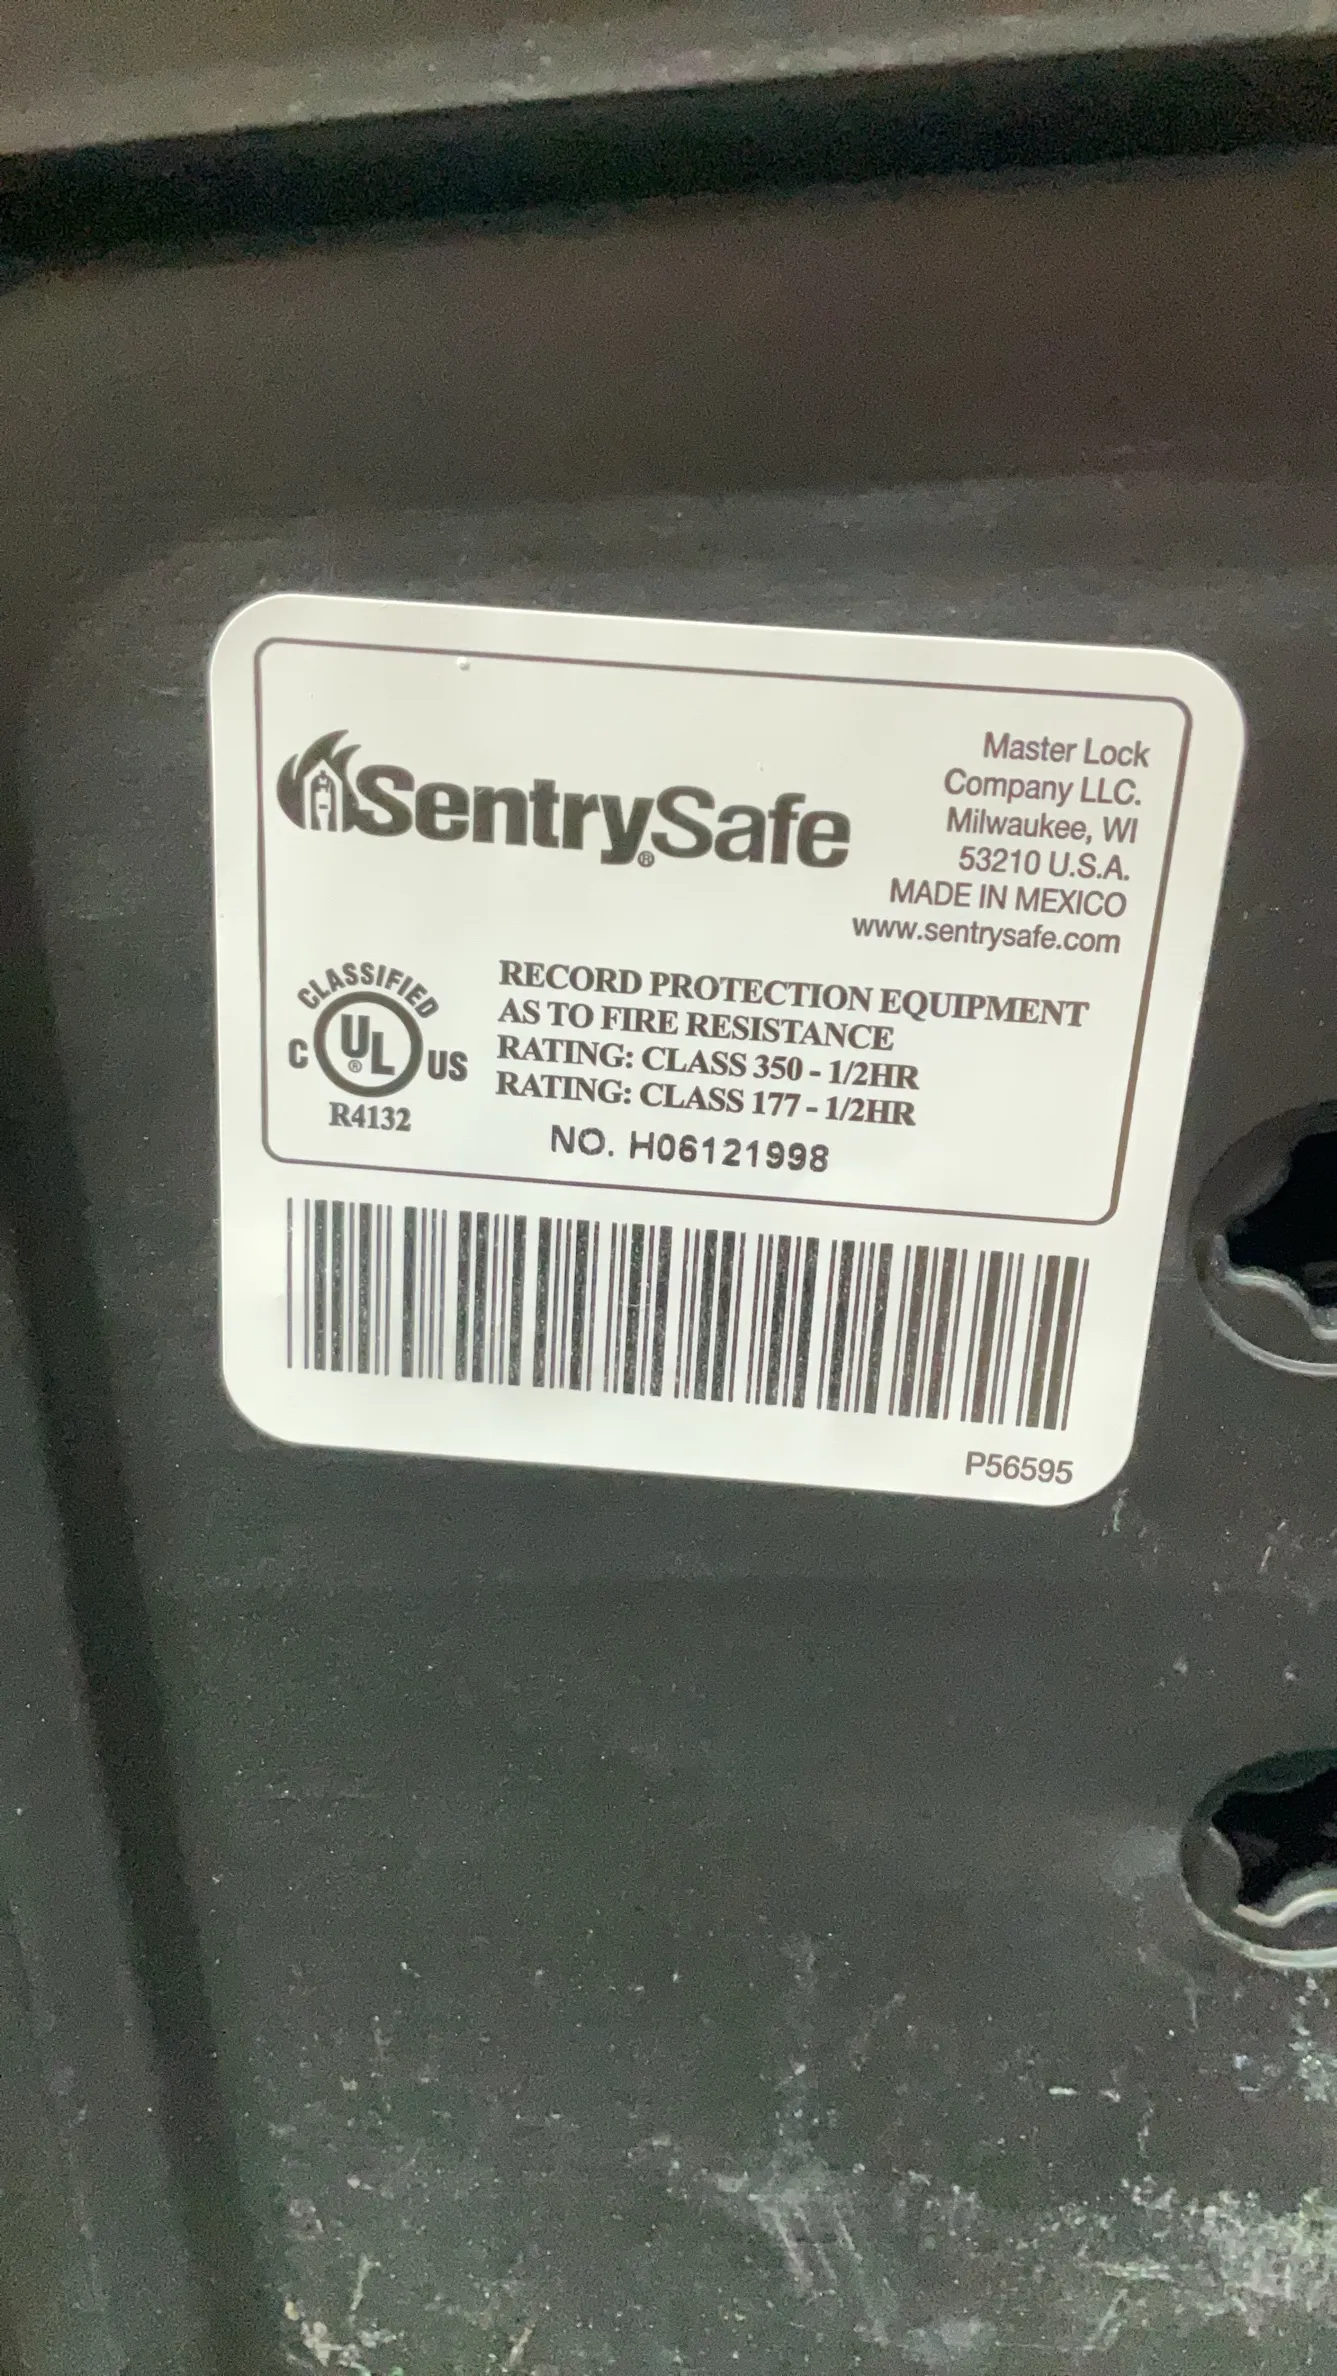 SentrySafe®
Master Lock
Company LLC.
Milwaukee, WI
53210 U.S.A.
MADE IN MEXICO
www.sentrysafe.com
CLASSIFIED
C UL® US
R4132
RECORD PROTECTION EQUIPMENT
AS TO FIRE RESISTANCE
RATING: CLASS 350 - 1/2HR
RATING: CLASS 177 - 1/2HR
NO. H06121998
P56595